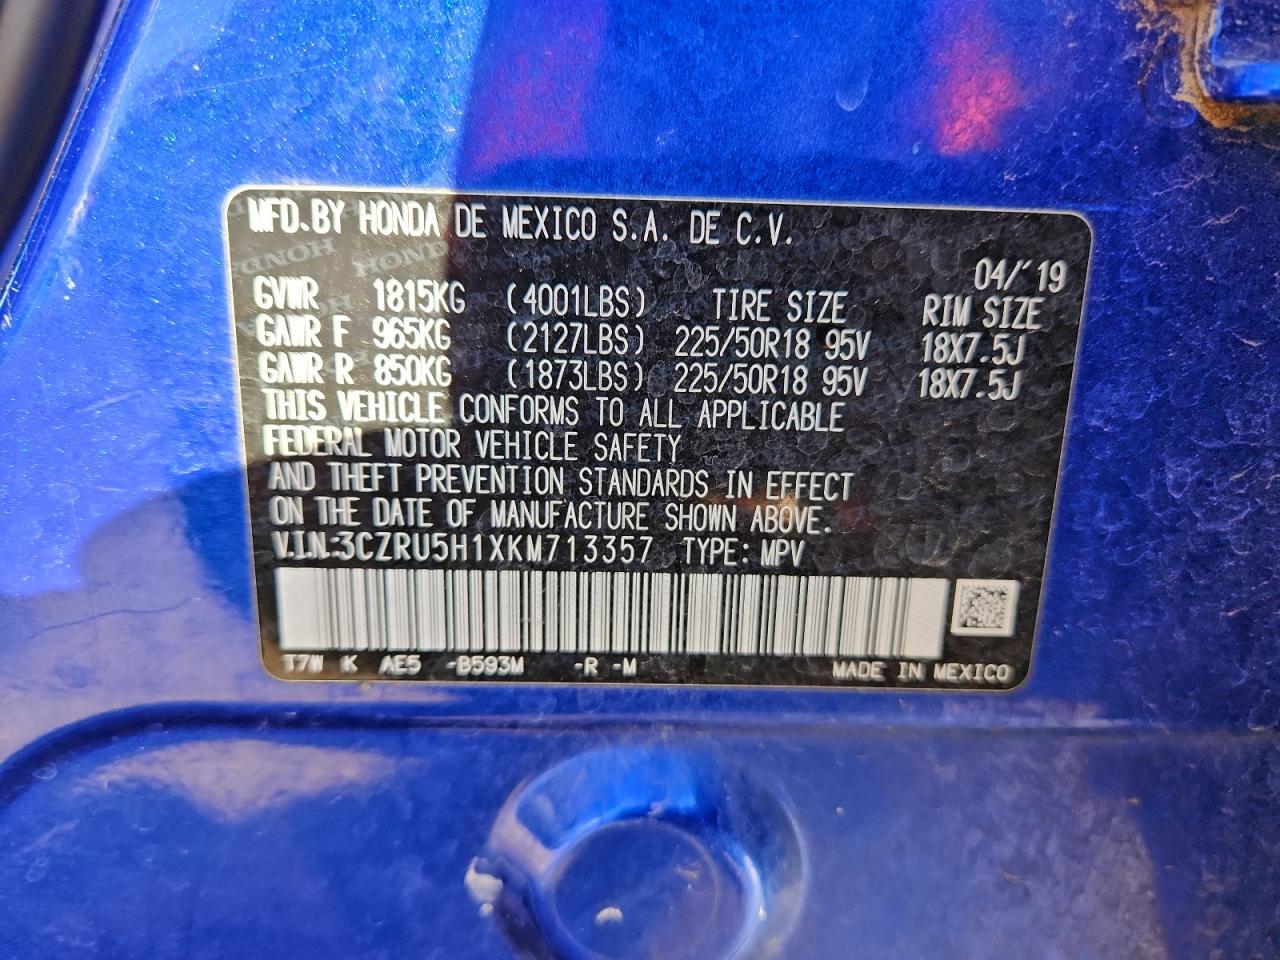 MFD.BY HONDA DE MEXICO S.A. DE C.V.
04/'19
GVWR 1815KG (4001LBS) TIRE SIZE RIM SIZE
GAWR F 965KG (2127LBS) 225/50R18 95V 18X7.5J
GAWR R 850KG (1873LBS) 225/50R18 95V 18X7.5J
THIS VEHICLE CONFORMS TO ALL APPLICABLE
FEDERAL MOTOR VEHICLE SAFETY
AND THEFT PREVENTION STANDARDS IN EFFECT
ON THE DATE OF MANUFACTURE SHOWN ABOVE.
V.I.N.:3CZRU5H1XKM713357 TYPE: MPV
T7W K AE5 -B593M -R -M MADE IN MEXICO